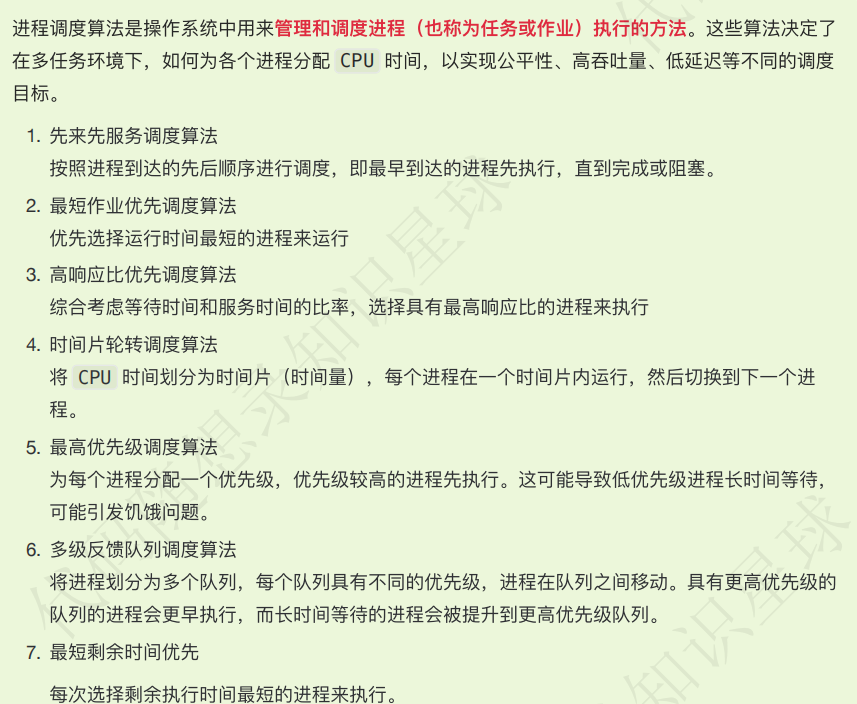 进程调度算法是操作系统中用来管理和调度进程（也称为任务或作业）执行的方法。这些算法决定了
在多任务环境下，如何为各个进程分配 CPU 时间，以实现公平性、高吞吐量、低延迟等不同的调度
目标。
1. 先来先服务调度算法
按照进程到达的先后顺序进行调度，即最早到达的进程先执行，直到完成或阻塞。
2. 最短作业优先调度算法
优先选择运行时间最短的进程来运行
3. 高响应比优先调度算法
综合考虑等待时间和服务时间的比率，选择具有最高响应比的进程来执行
4. 时间片轮转调度算法
将 CPU 时间划分为时间片（时间量），每个进程在一个时间片内运行，然后切换到下一个进
程。
5. 最高优先级调度算法
为每个进程分配一个优先级，优先级较高的进程先执行。这可能导致低优先级进程长时间等待，
可能引发饥饿问题。
6. 多级反馈队列调度算法
将进程划分为多个队列，每个队列具有不同的优先级，进程在队列之间移动。具有更高优先级的
队列的进程会更早执行，而长时间等待的进程会被提升到更高优先级队列。
7. 最短剩余时间优先
每次选择剩余执行时间最短的进程来执行。
代码随想录知识星球
知识星球
代